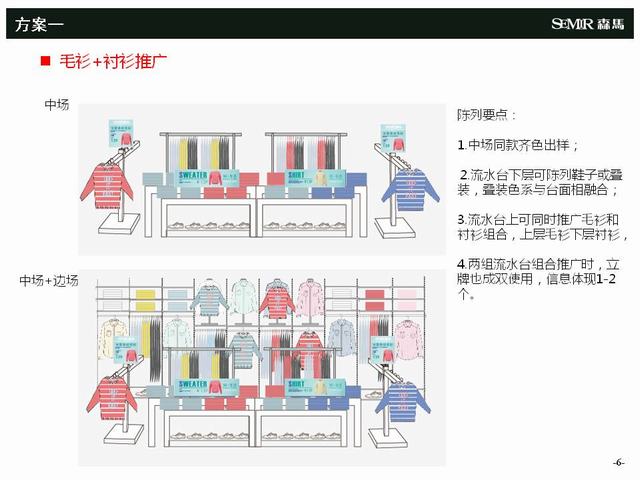 方案一
SEMIR 森馬
毛衫+衬衫推广
中场
陈列要点：
1.中场同款齐色出样；
2.流水台下层可陈列鞋子或叠
装，叠装色系与台面相融合；
3.流水台上可同时推广毛衫和
衬衫组合，上层毛衫下层衬衫，
4.两组流水台组合推广时，立
牌也成双使用，信息体现1-2
个。
SWEATER
SHIRT
中场+边场
SWEATER
SHIRT
-6-